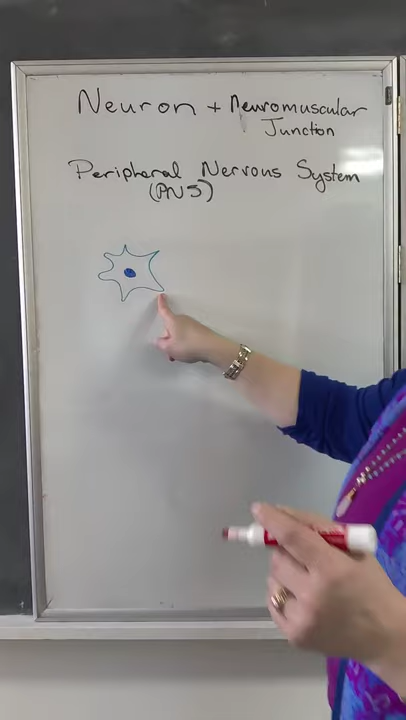 Neuron + Neuromuscular
Junction
Peripheral Nervous System
(PNS)